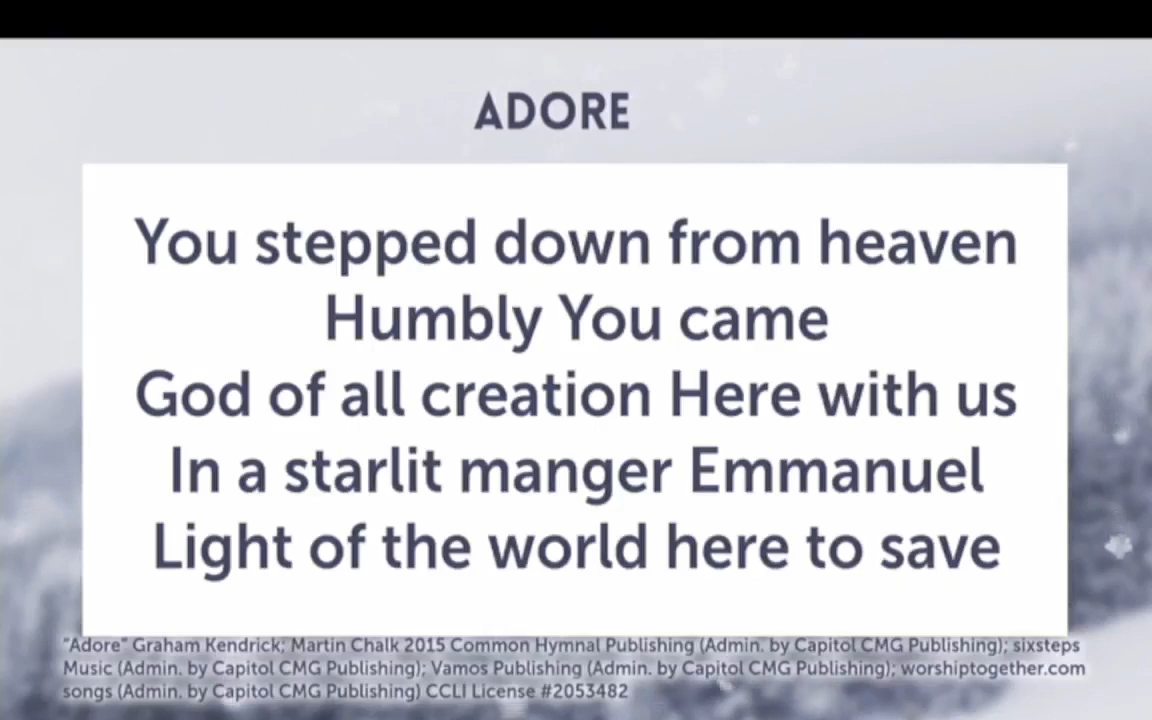 ADORE
You stepped down from heaven
Humbly You came
God of all creation Here with us
In a starlit manger Emmanuel
Light of the world here to save
"Adore" Graham Kendrick; Martin Chalk 2015 Common Hymnal Publishing (Admin. by Capitol CMG Publishing); sixsteps
Music (Admin. by Capitol CMG Publishing); Vamos Publishing (Admin. by Capitol CMG Publishing); worshiptogether.com
songs (Admin. by Capitol CMG Publishing) CCLI License #2053482